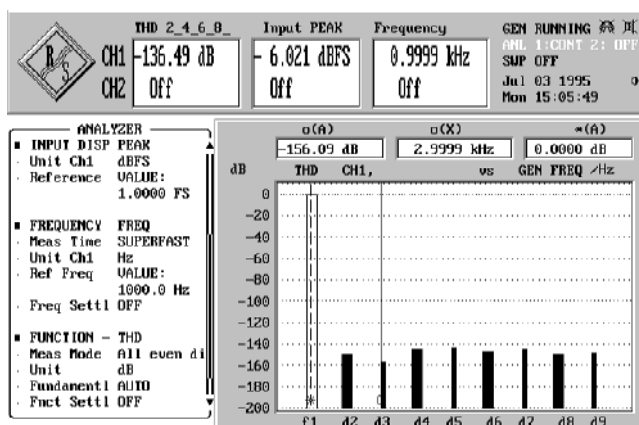 THD 2_4_6_8_ Input PEAK Frequency GEN RUNNING
R S CH1 -136.49 dB - 6.021 dBFS 0.9999 kHz ANL 1:CONT 2: OFF
SWP OFF
CH2 Off Off Off Jul 03 1995
Mon 15:05:49
ANALYZER
INPUT DISP PEAK
Unit Ch1 dBFS
Reference VALUE:
1.0000 FS
FREQUENCY FREQ
Meas Time SUPERFAST
Unit Ch1 Hz
Ref Freq VALUE:
1000.0 Hz
Freq Settl OFF
FUNCTION - THD
Meas Mode All even di
Unit dB
Fundamentl AUTO
Fnct Settl OFF
o(A) o(X) *(A)
-156.09 dB 2.9999 kHz 0.0000 dB
dB THD CH1, vs GEN FREQ /Hz
0
-20
-40
-60
-80
-100
-120
-140
-160
-180
-200
f1 d2 d3 d4 d5 d6 d7 d8 d9